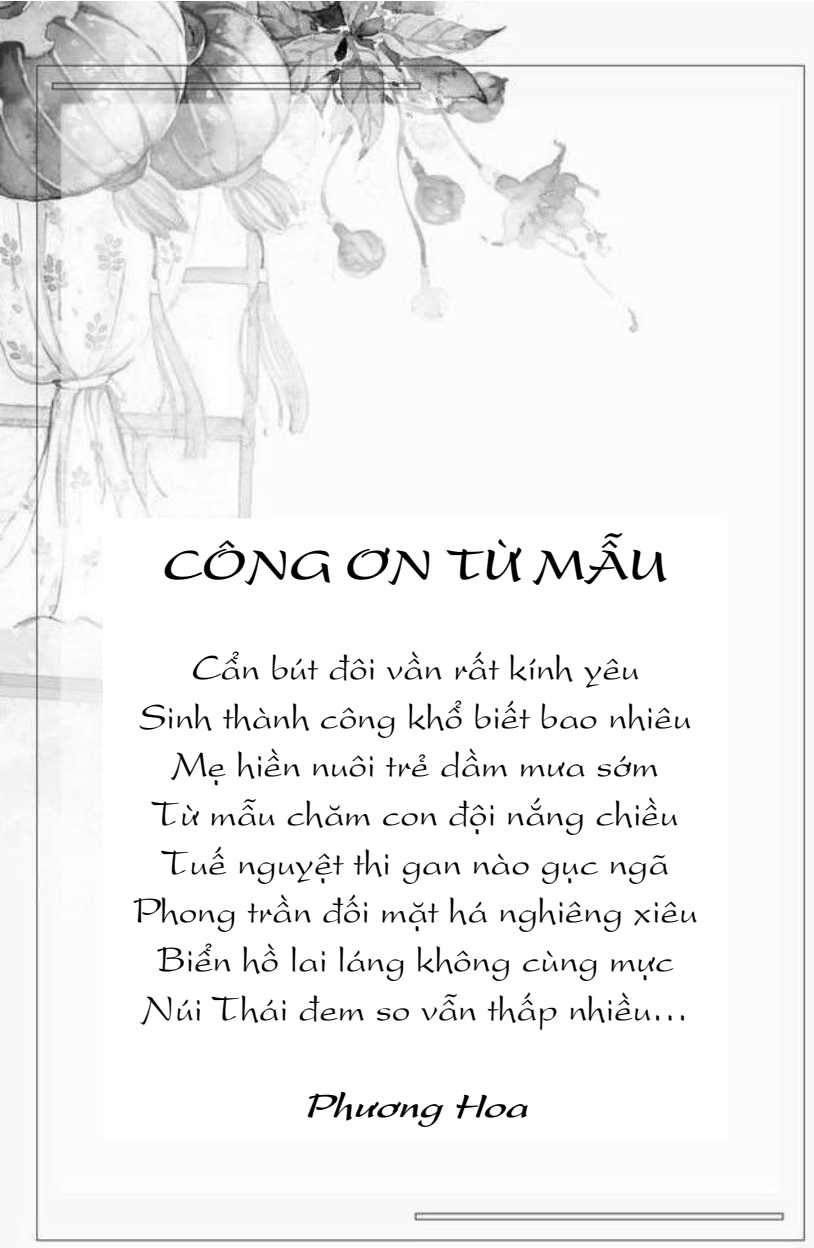 CÔNG ƠN TỪ MẪU
Cẩn bút đôi vần rất kính yêu
Sinh thành công khổ biết bao nhiêu
Mẹ hiền nuôi trẻ dầm mưa sớm
Từ mẫu chăm con đội nắng chiều
Tuế nguyệt thi gan nào gục ngã
Phong trần đối mặt há nghiêng xiêu
Biển hồ lai láng không cùng mực
Núi Thái đem so vẫn thấp nhiều...
Phương Hoa